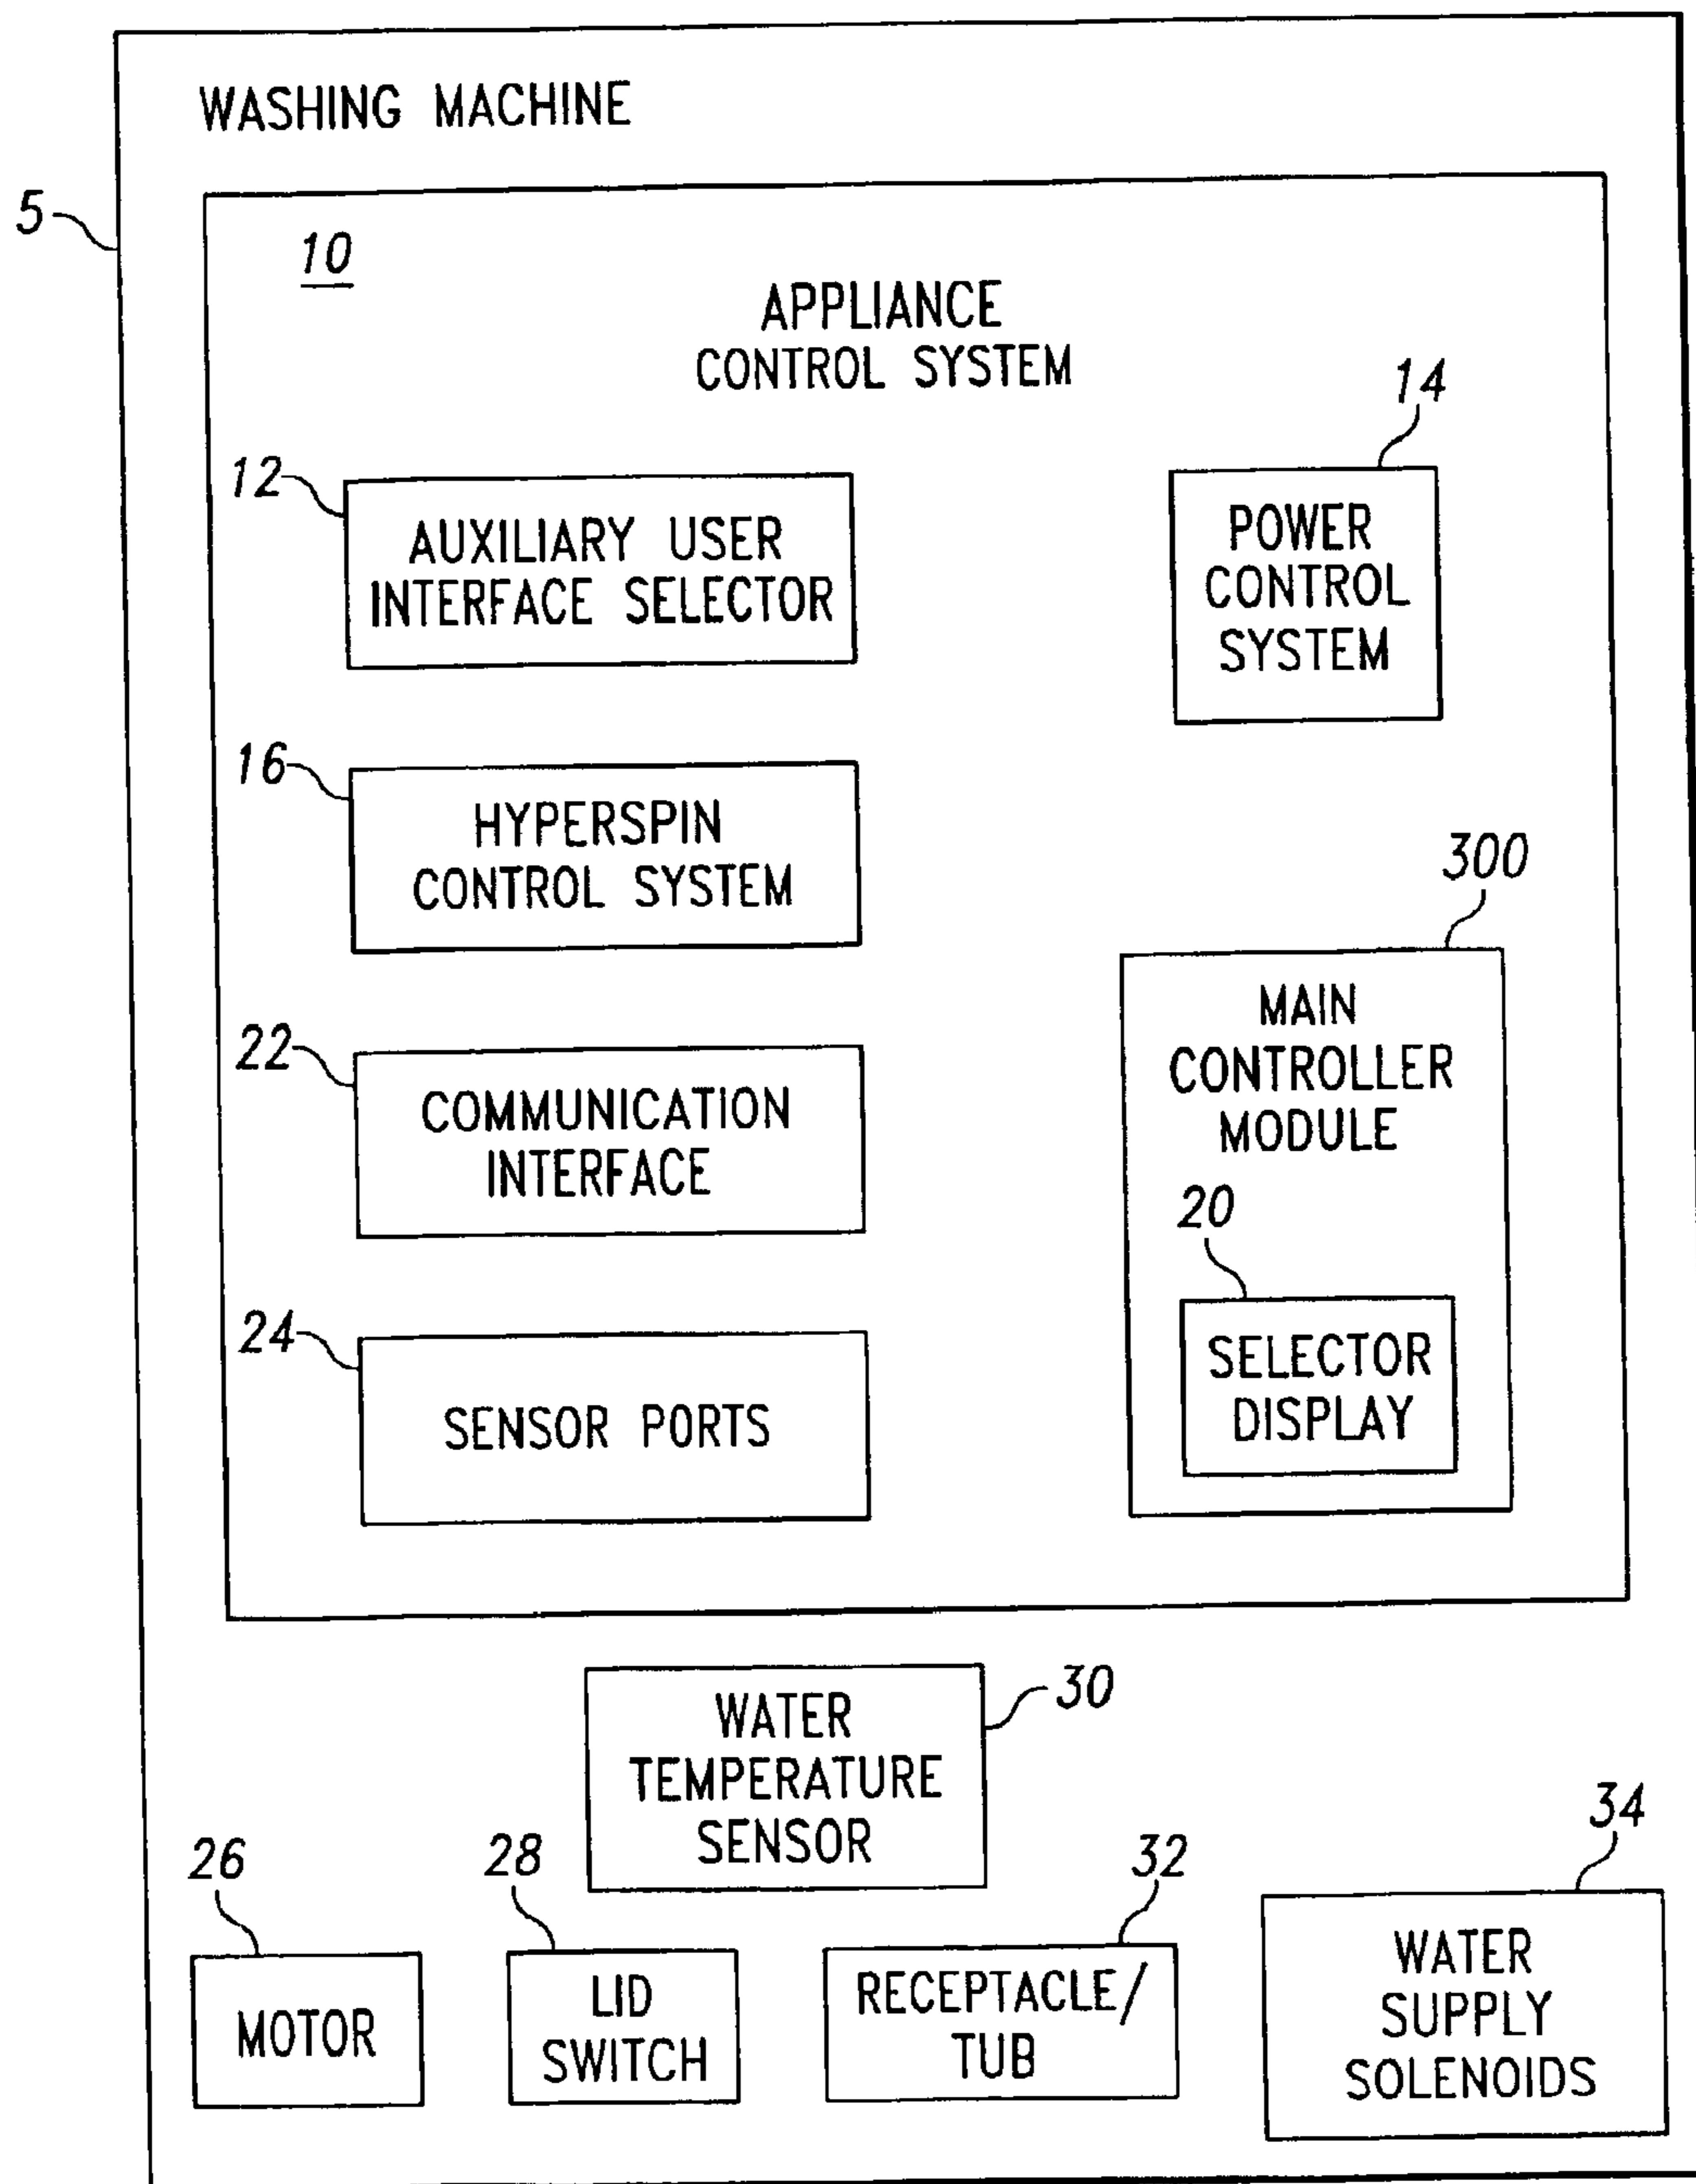 WASHING MACHINE
5
10
APPLIANCE
CONTROL SYSTEM
14
12
AUXILIARY USER
INTERFACE SELECTOR
POWER
CONTROL
SYSTEM
16
HYPERSPIN
CONTROL SYSTEM
300
MAIN
CONTROLLER
MODULE
22
COMMUNICATION
INTERFACE
20
SELECTOR
DISPLAY
24
SENSOR PORTS
30
WATER
TEMPERATURE
SENSOR
26
MOTOR
28
LID
SWITCH
32
RECEPTACLE/
TUB
34
WATER
SUPPLY
SOLENOIDS